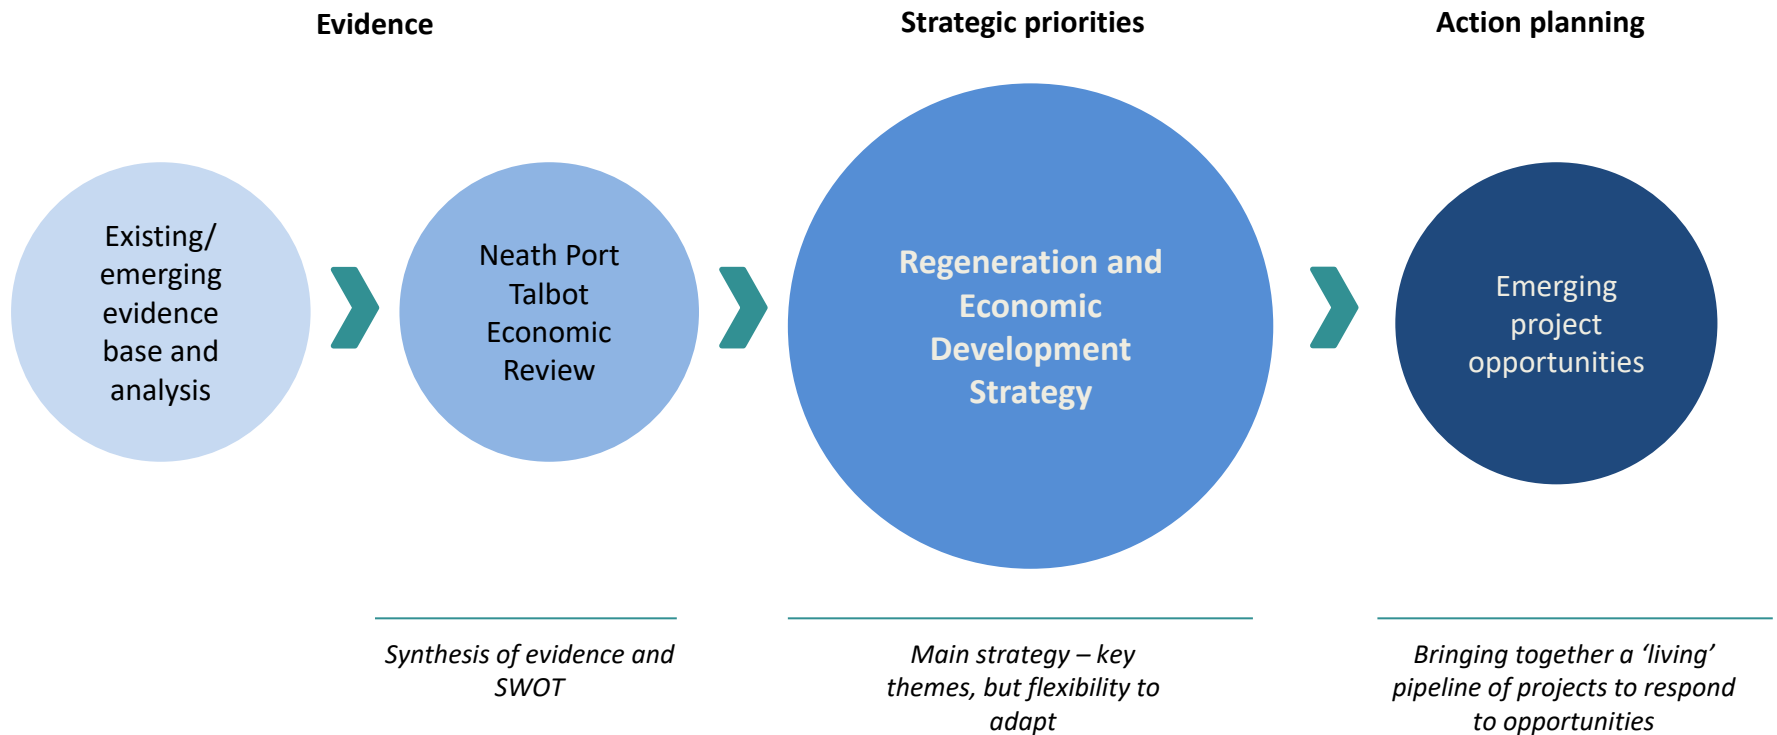 Evidence
Strategic priorities
Action planning
Existing/
emerging
evidence
base and
analysis
Neath Port
Talbot
Economic
Review
Regeneration and
Economic
Development
Strategy
Emerging
project
opportunities
Synthesis of evidence and
SWOT
Main strategy – key
themes, but flexibility to
adapt
Bringing together a ‘living’
pipeline of projects to respond
to opportunities